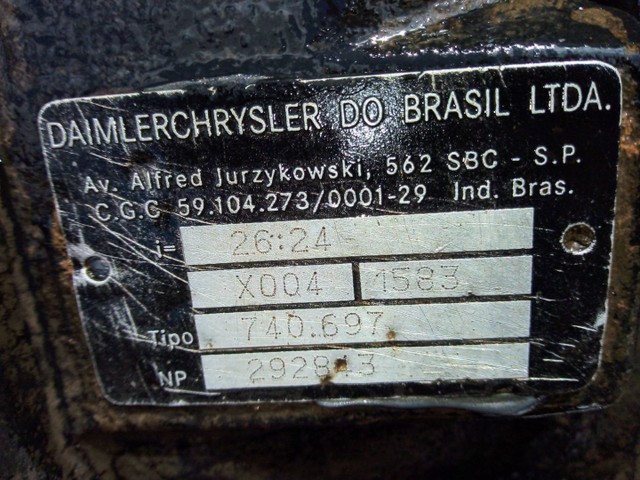 DAIMLERCHRYSLER DO BRASIL LTDA.
Av. Alfred Jurzykowski, 562 SBC - S.P.
C.G.C 59.104.273/0001-29 Ind. Bras.
i= 26:24
X004 1583
Tipo 740.697
NP